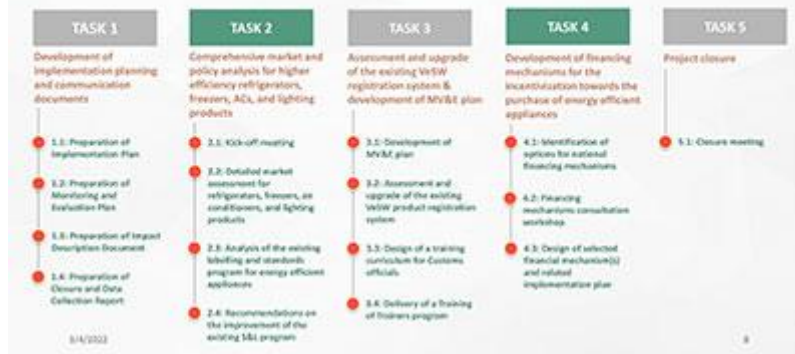 TASK 1
Development of
implementation planning
and communication
documents
1.1: Preparation of
Implementation Plan
1.2: Preparation of
Monitoring and
Evaluation Plan
1.3: Preparation of Impact
Description Document
1.4: Preparation of
Closure and Data
Collection Report
TASK 2
Comprehensive market and
policy analysis for higher
efficiency refrigerators,
freezers, ACs, and lighting
products
2.1: Kick-off meeting
2.2: Detailed market
assessment for
refrigerators, freezers, air
conditioners, and lighting
products
2.3: Analysis of the existing
labelling and standards
program for energy efficient
appliances
2.4: Recommendations on
the improvement of the
existing S&L program
TASK 3
Assessment and upgrade
of the existing VeSW
registration system &
development of MV&E plan
3.1: Development of
MV&E plan
3.2: Assessment and
upgrade of the existing
VeSW product registration
system
3.3: Design of a training
curriculum for Customs
officials
3.4: Delivery of a Training
of Trainers program
TASK 4
Development of financing
mechanisms for the
incentivization towards the
purchase of energy efficient
appliances
4.1: Identification of
options for national
financing mechanisms
4.2: Financing
mechanisms consultation
workshop
4.3: Design of selected
financial mechanism(s)
and related
implementation plan
TASK 5
Project closure
5.1: Closure meeting
8